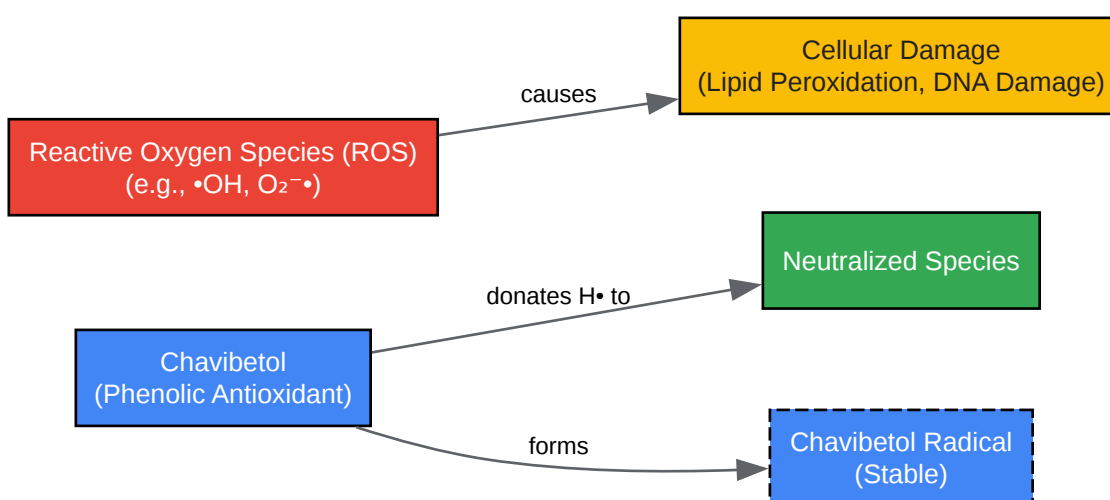 Cellular Damage
(Lipid Peroxidation, DNA Damage)
causes
Reactive Oxygen Species (ROS)
(e.g., •OH, O₂⁻•)
Neutralized Species
donates H• to
Chavibetol
(Phenolic Antioxidant)
forms
Chavibetol Radical
(Stable)